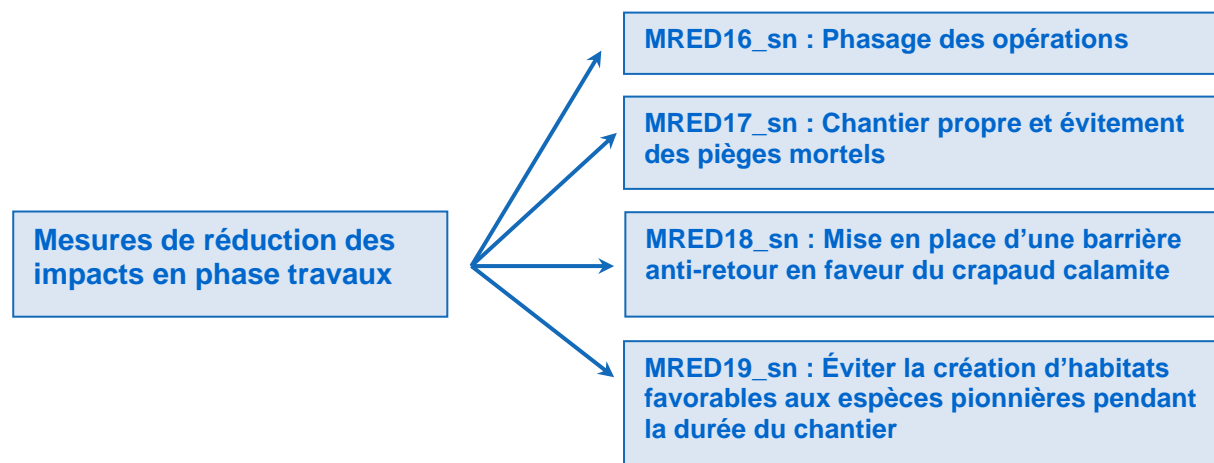 Mesures de réduction des
impacts en phase travaux
MRED16_sn : Phasage des opérations
MRED17_sn : Chantier propre et évitement
des pièges mortels
MRED18_sn : Mise en place d’une barrière
anti-retour en faveur du crapaud calamite
MRED19_sn : Éviter la création d’habitats
favorables aux espèces pionnières pendant
la durée du chantier